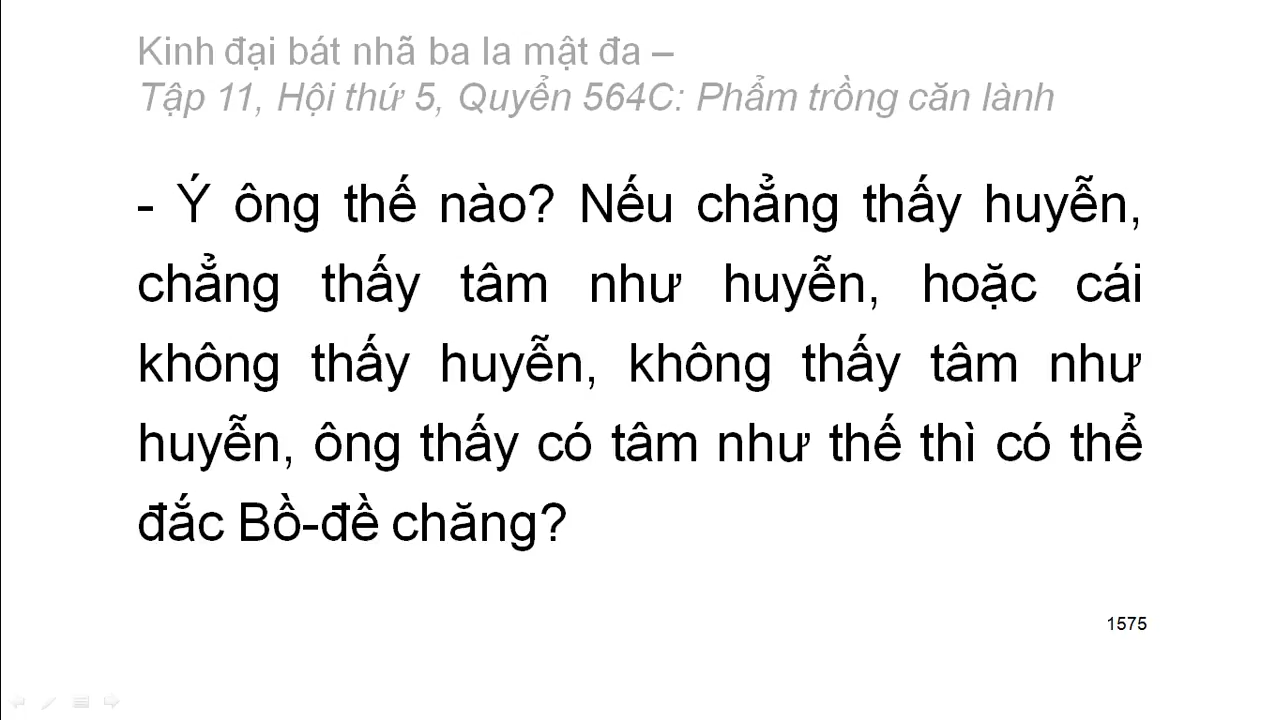 Kinh đại bát nhã ba la mật đa –
Tập 11, Hội thứ 5, Quyển 564C: Phẩm trồng căn lành
- Ý ông thế nào? Nếu chẳng thấy huyễn,
chẳng thấy tâm như huyễn, hoặc cái
không thấy huyễn, không thấy tâm như
huyễn, ông thấy có tâm như thế thì có thể
đắc Bồ-đề chăng?
1575